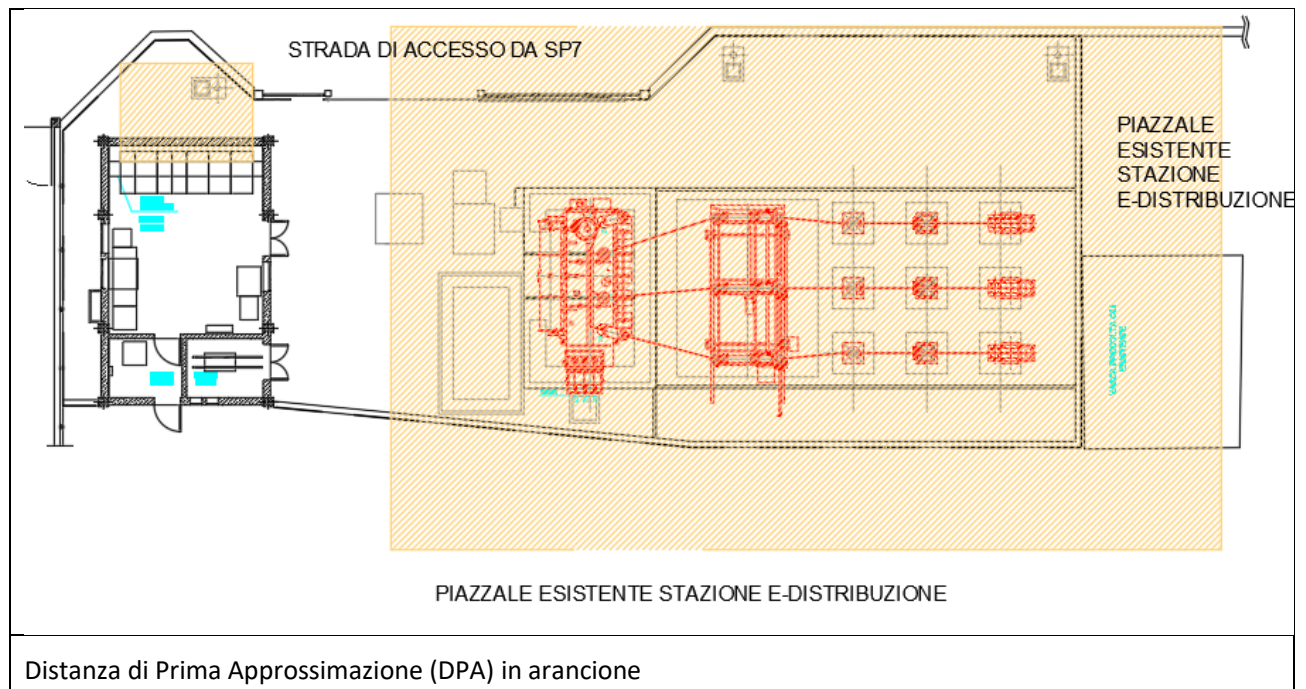 STRADA DI ACCESSO DA SP7
PIAZZALE
ESISTENTE
STAZIONE
E-DISTRIBUZIONE
PIAZZALE ESISTENTE STAZIONE E-DISTRIBUZIONE
Distanza di Prima Approssimazione (DPA) in arancione